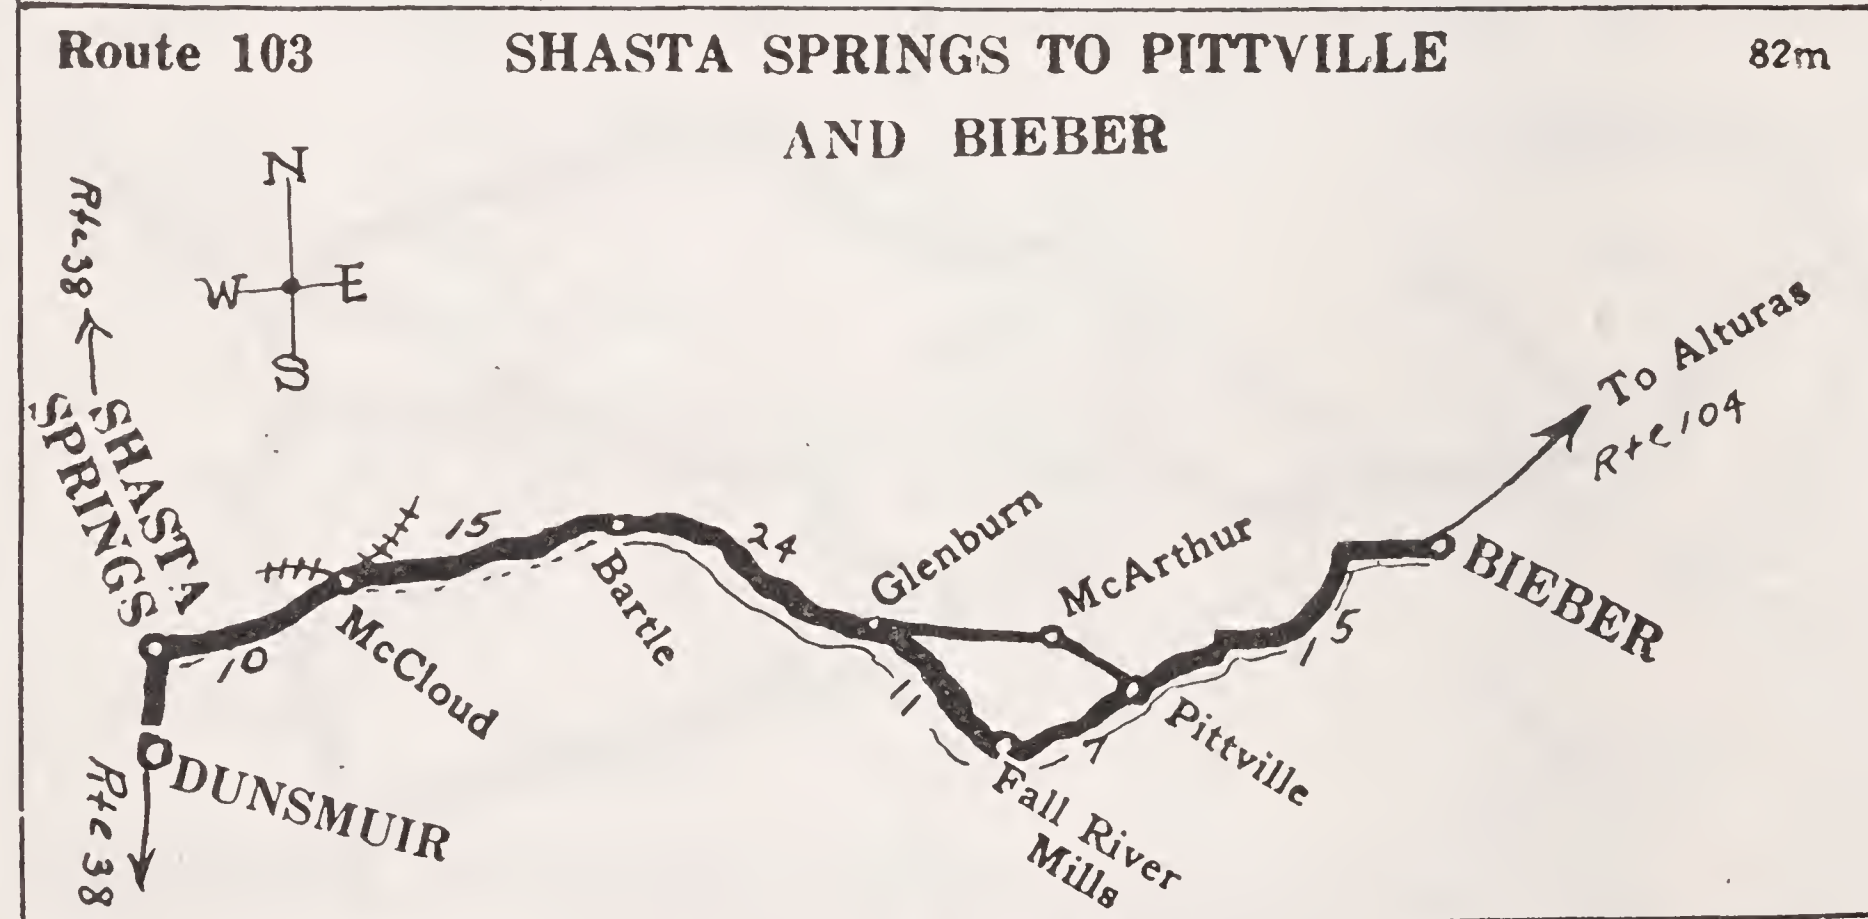 Route 103
SHASTA SPRINGS TO PITTVILLE
82m
AND BIEBER
N
W
E
S
Rte 38
SHASTA
SPRINGS
To Alturas
Rte 104
15
24
Glenburn
McArthur
BIEBER
Bartle
McCloud
10
11
15
7
Pittville
Fall River
Mills
DUNSMUIR
Rte 38